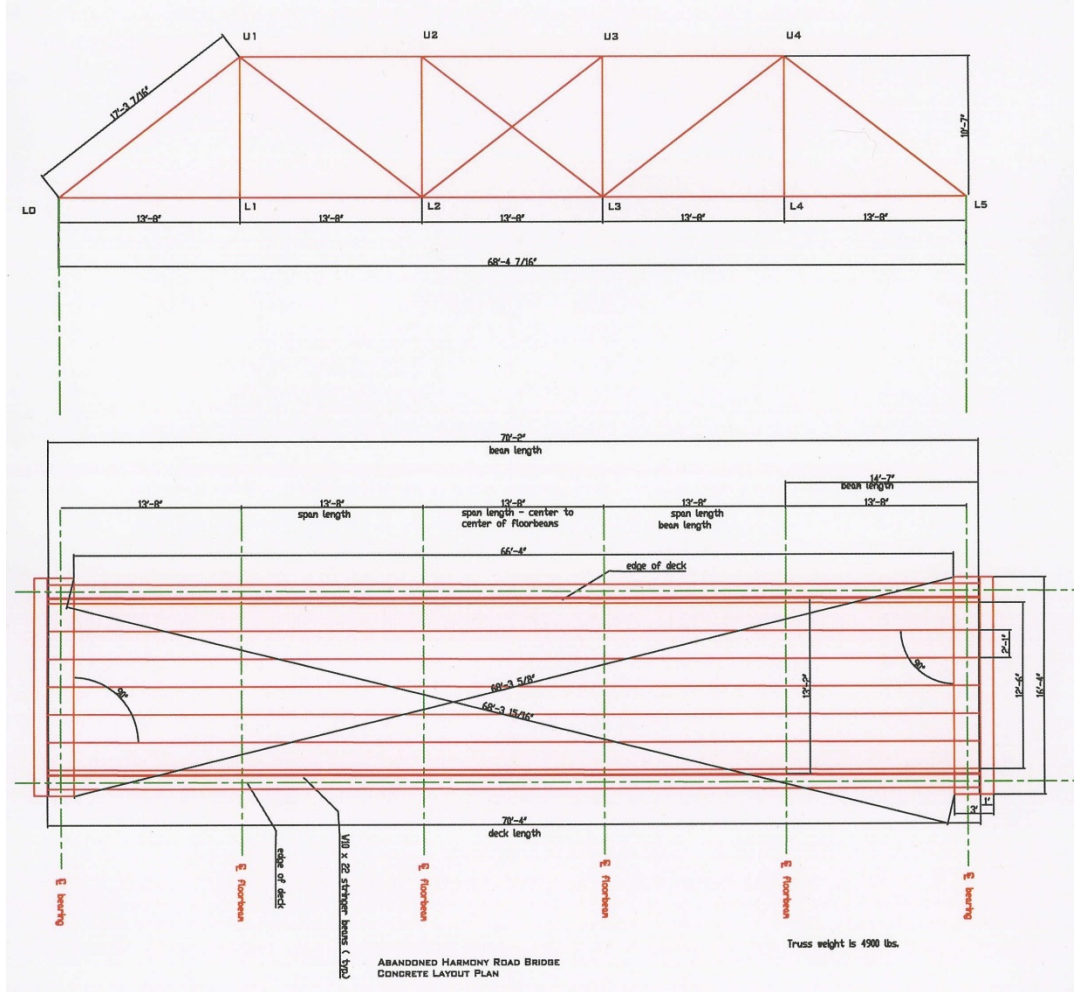 U1
U2
U3
U4
17'-3 7/16"
10'-7"
L0
L1
L2
L3
L4
L5
13'-8"
13'-8"
13'-8"
13'-8"
13'-8"
68'-4 7/16"
70'-2"
beam length
14'-7"
beam length
13'-8"
13'-8"
span length
13'-8"
span length - center to
center of floorbeams
13'-8"
span
beam length
13'-8"
66'-4"
edge of deck
90°
68'-3 5/8"
68'-3 15/16"
13'-2"
90°
2'-1"
12'-6"
16'-4"
1'
3'
70'-4"
deck length
edge of deck
W10 x 22 stringer beams ( typ.)
℄ bearing
℄ floorbeam
℄ floorbeam
℄ floorbeam
℄ floorbeam
℄ bearing
Truss weight is 4900 lbs.
ABANDONED HARMONY ROAD BRIDGE
CONCRETE LAYOUT PLAN